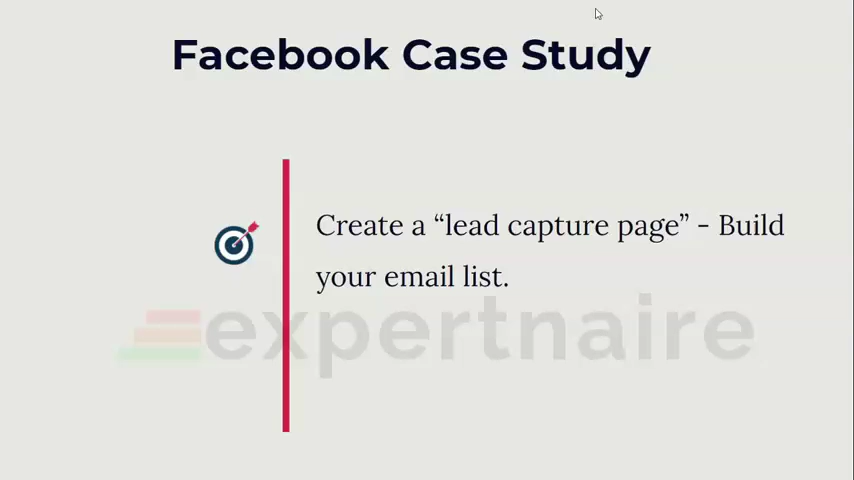 Facebook Case Study
Create a “lead capture page” - Build
your email list.
expertnaire